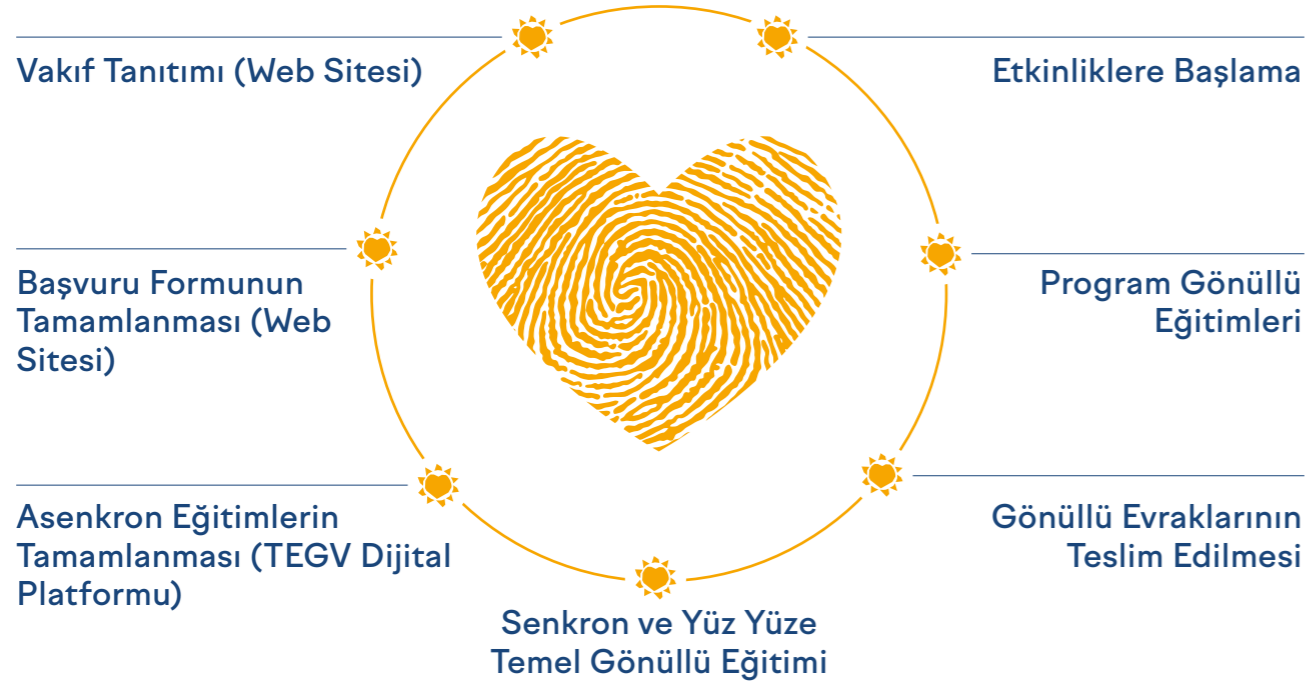 Vakıf Tanıtımı (Web Sitesi)
Başvuru Formunun
Tamamlanması (Web
Sitesi)
Asenkron Eğitimlerin
Tamamlanması (TEGV Dijital
Platformu)
Senkron ve Yüz Yüze
Temel Gönüllü Eğitimi
Gönüllü Evraklarının
Teslim Edilmesi
Program Gönüllü
Eğitimleri
Etkinliklere Başlama